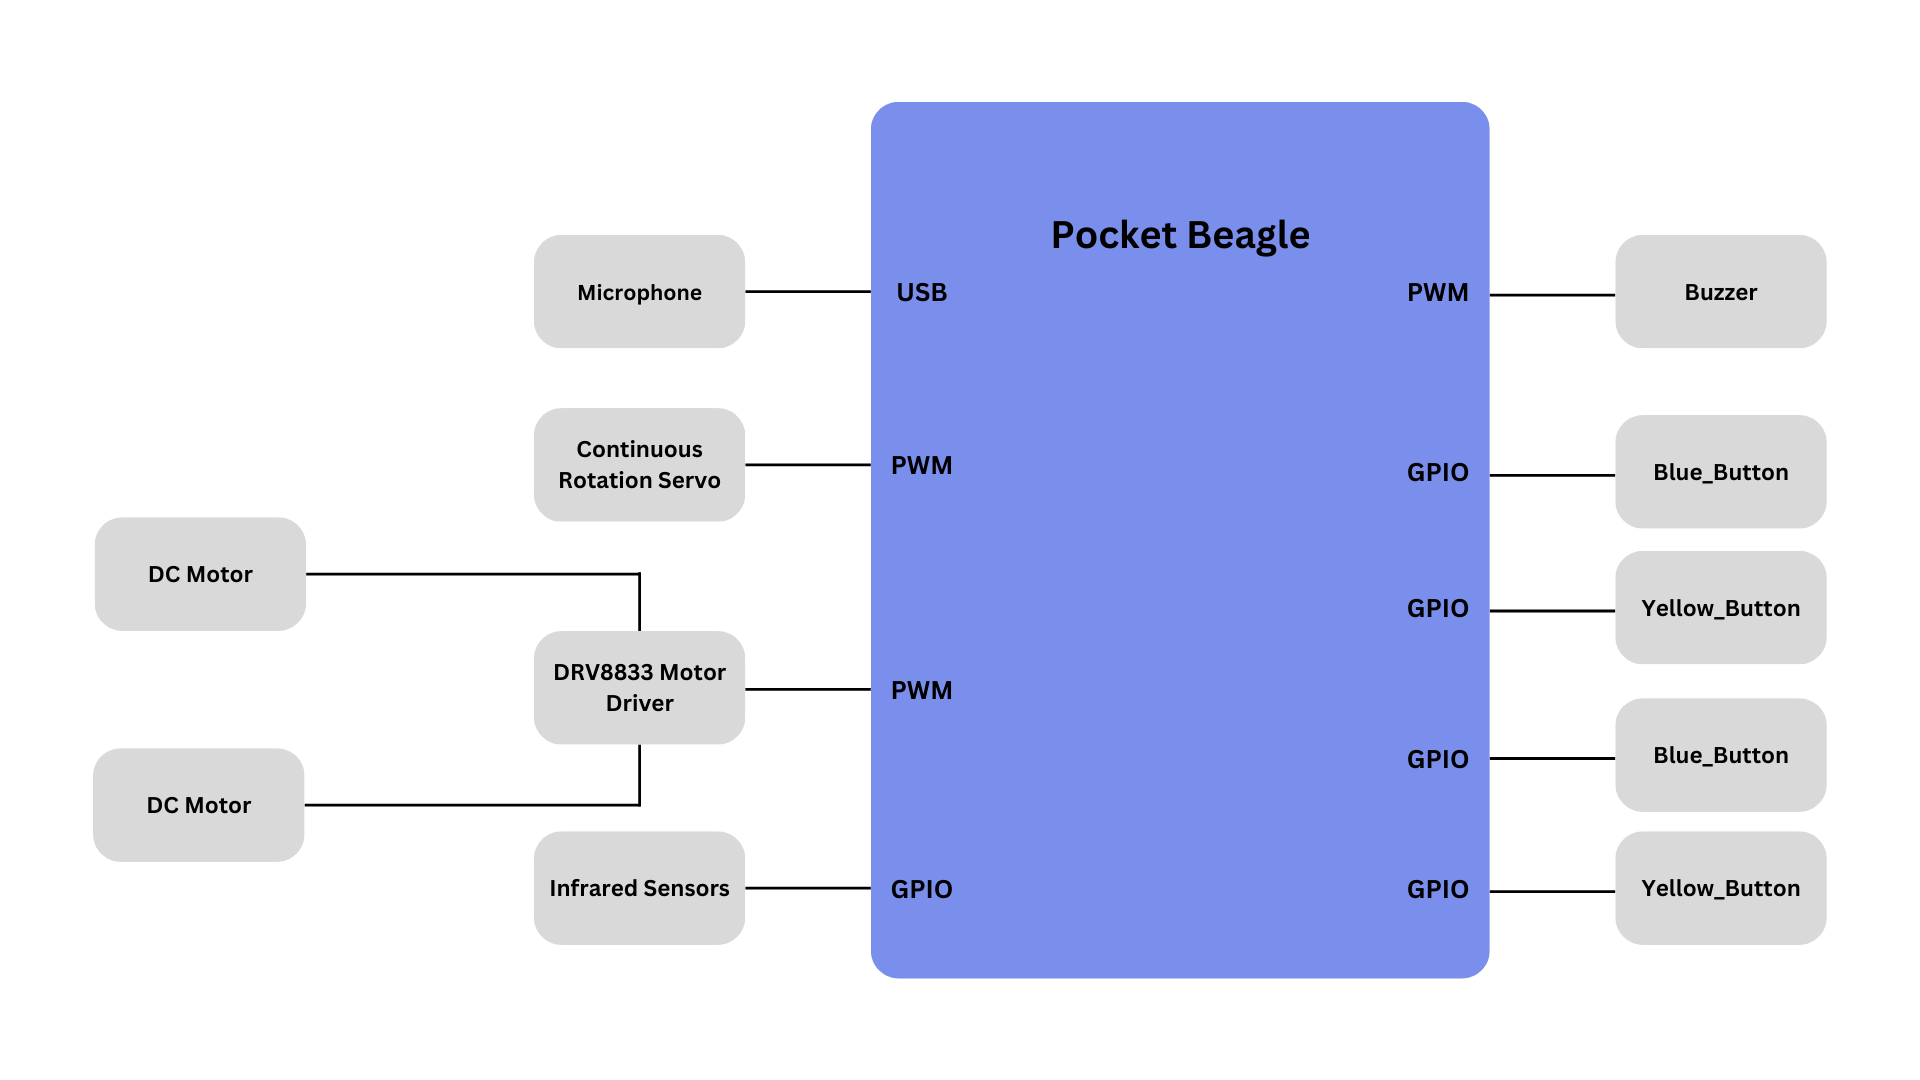 Pocket Beagle
Microphone
USB
PWM
Buzzer
Continuous
Rotation Servo
PWM
GPIO
Blue_Button
DC Motor
GPIO
Yellow_Button
DRV8833 Motor
Driver
PWM
GPIO
Blue_Button
DC Motor
Infrared Sensors
GPIO
GPIO
Yellow_Button